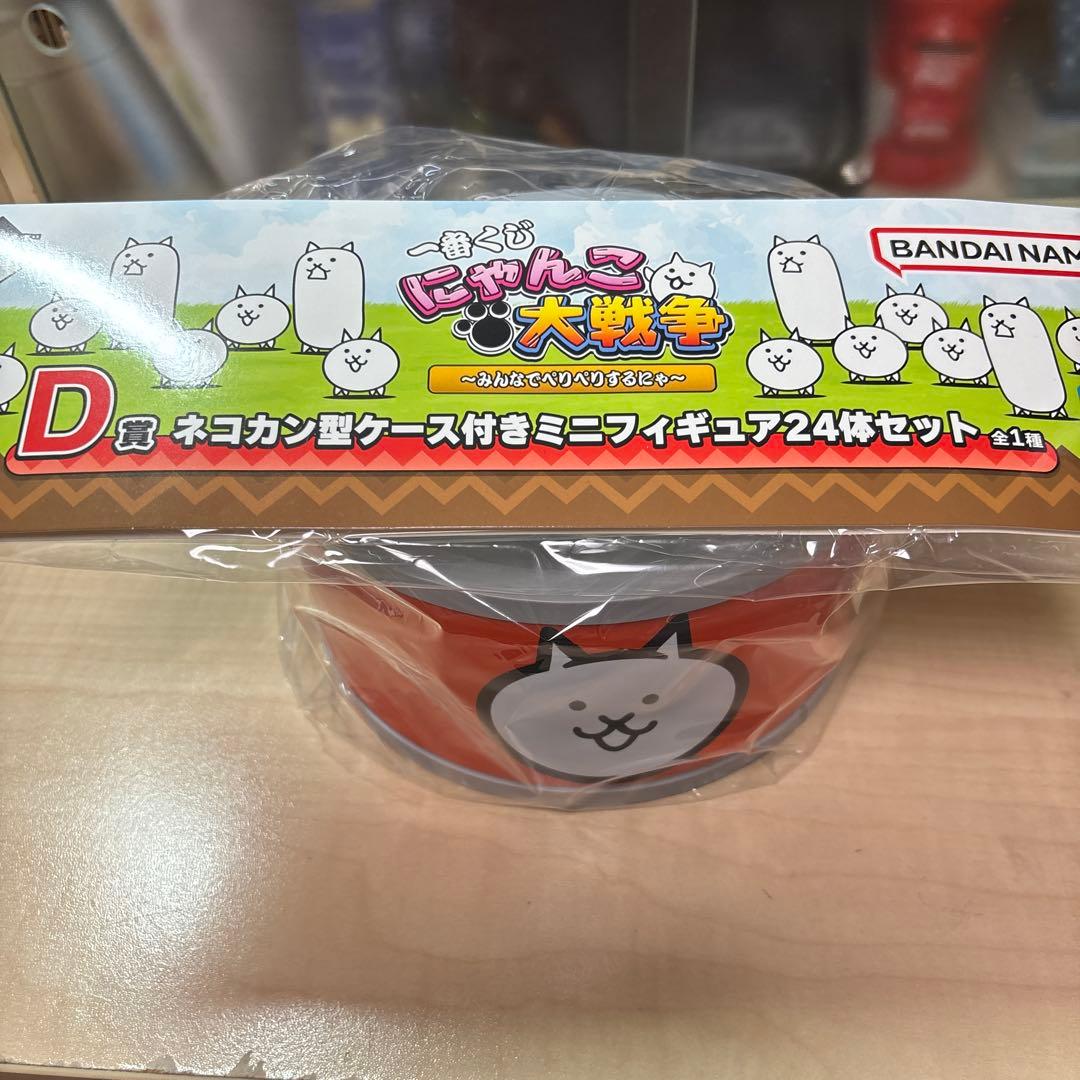 一番くじ
にゃんこ
大戦争
～みんなでぺりぺりするにゃ～
BANDAI NAM
D賞 ネコカン型ケース付きミニフィギュア24体セット 全1種